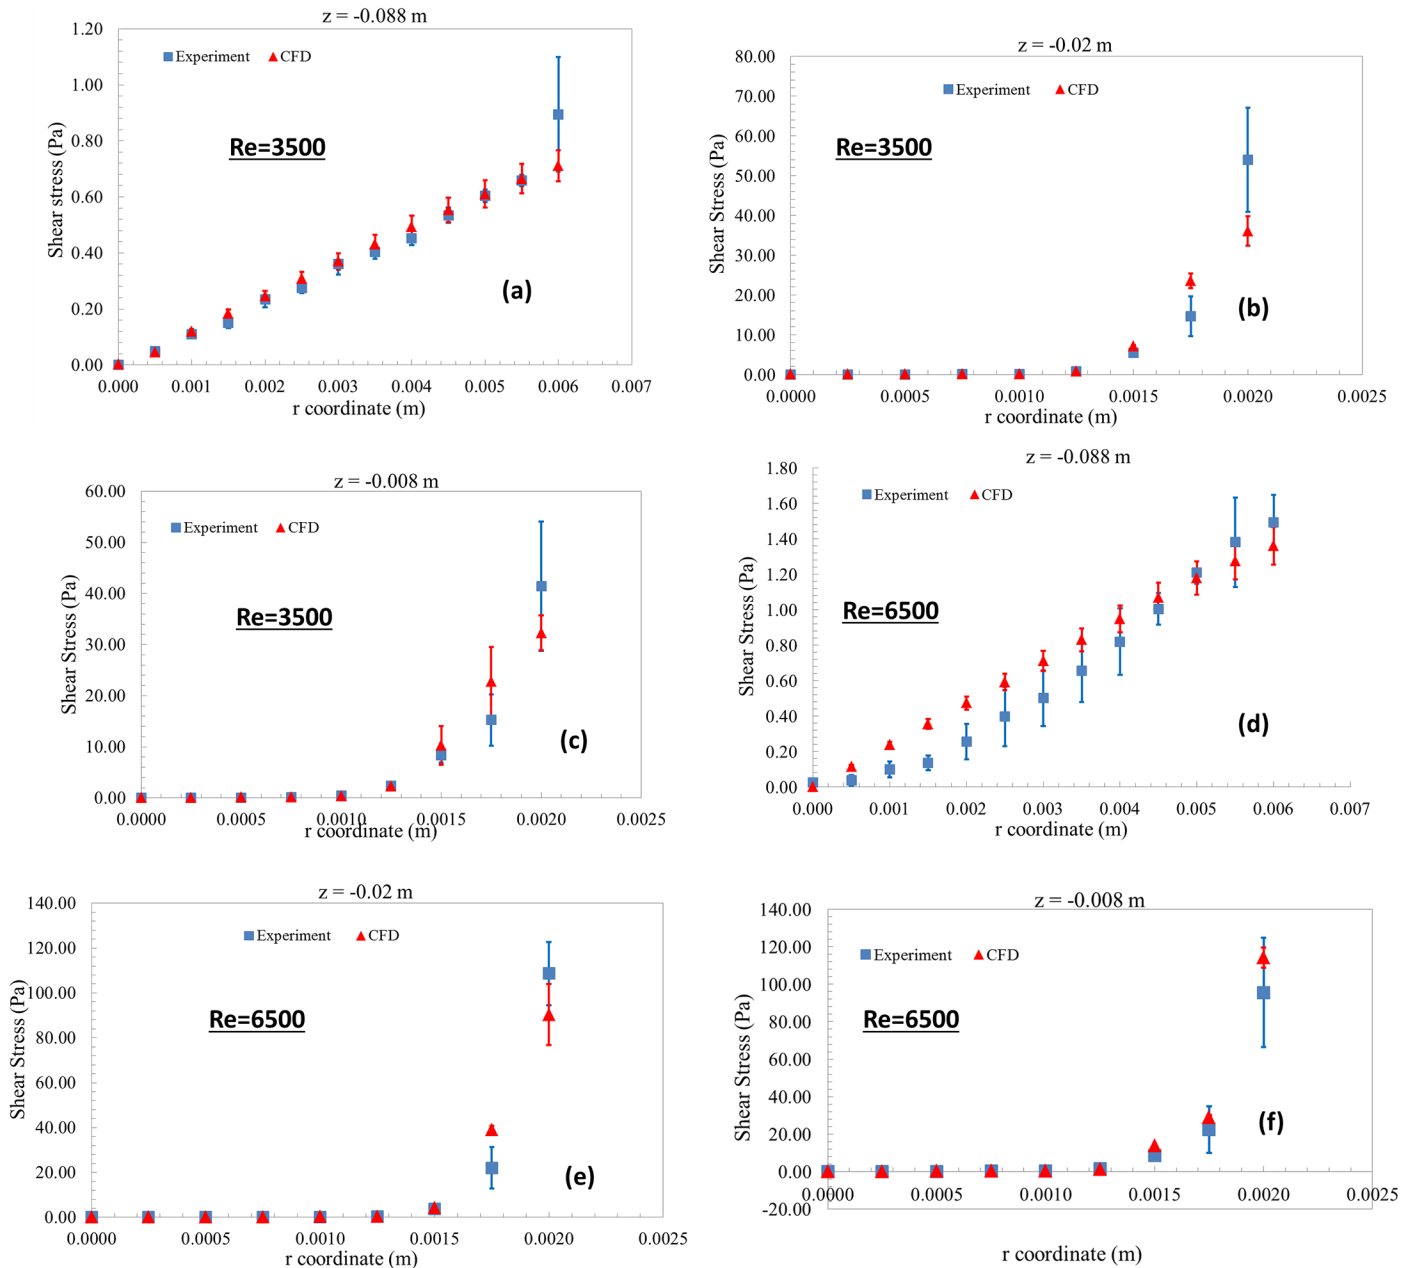 z = -0.088 m
1.20
1.00
0.80
0.60
0.40
0.20
0.00
Shear stress (Pa)
Experiment CFD
Re=3500
(a)
0.000 0.001 0.002 0.003 0.004 0.005 0.006 0.007
r coordinate (m)
z = -0.02 m
80.00
70.00
60.00
50.00
40.00
30.00
20.00
10.00
0.00
Shear Stress (Pa)
Experiment CFD
Re=3500
(b)
0.0000 0.0005 0.0010 0.0015 0.0020 0.0025
r coordinate (m)
z = -0.008 m
60.00
50.00
40.00
30.00
20.00
10.00
0.00
Shear Stress (Pa)
Experiment CFD
Re=3500
(c)
0.0000 0.0005 0.0010 0.0015 0.0020 0.0025
r coordinate (m)
z = -0.088 m
1.80
1.60
1.40
1.20
1.00
0.80
0.60
0.40
0.20
0.00
Shear Stress (Pa)
Experiment CFD
Re=6500
(d)
0.000 0.001 0.002 0.003 0.004 0.005 0.006 0.007
r coordinate (m)
z = -0.02 m
140.00
120.00
100.00
80.00
60.00
40.00
20.00
0.00
Shear Stress (Pa)
Experiment CFD
Re=6500
(e)
0.0000 0.0005 0.0010 0.0015 0.0020 0.0025
r coordinate (m)
z = -0.008 m
140.00
120.00
100.00
80.00
60.00
40.00
20.00
0.00
-20.00
Shear Stress (Pa)
Experiment CFD
Re=6500
(f)
0.0000 0.0005 0.0010 0.0015 0.0020 0.0025
r coordinate (m)